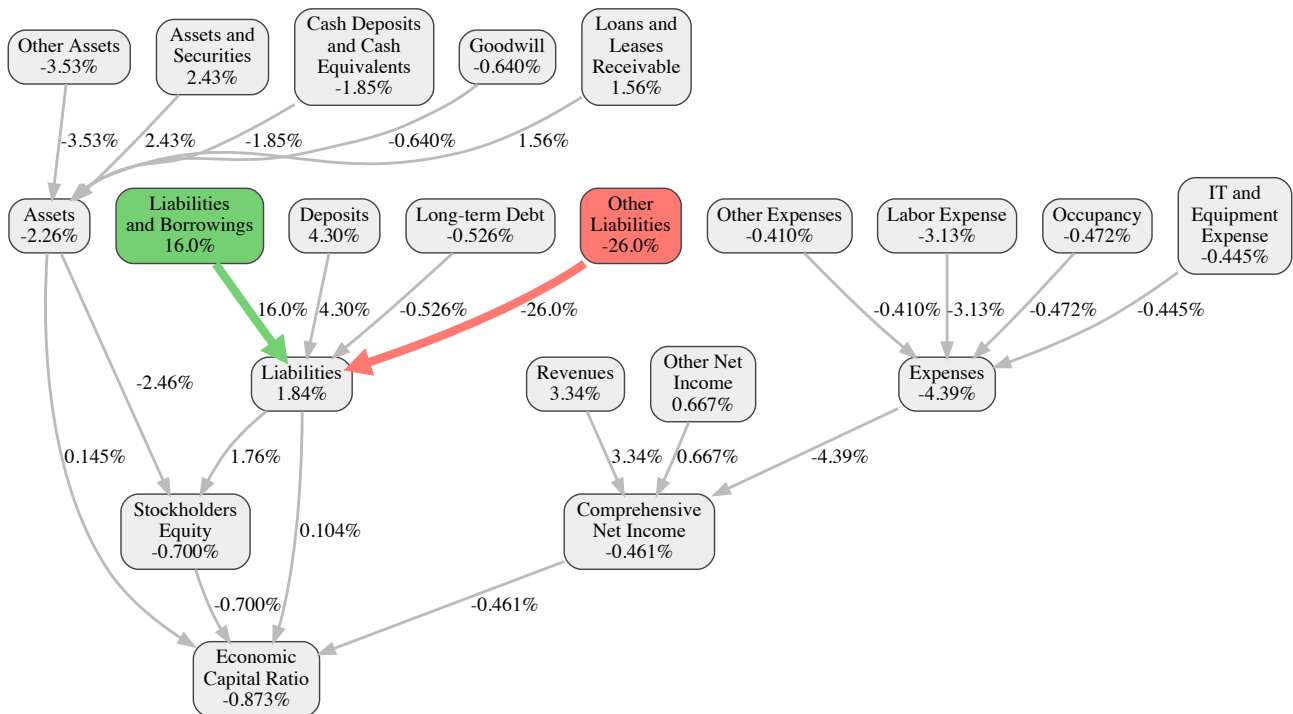 Other Assets
-3.53%
Assets and
Securities
2.43%
Cash Deposits
and Cash
Equivalents
-1.85%
Goodwill
-0.640%
Loans and
Leases
Receivable
1.56%
-3.53%
2.43%
-1.85%
-0.640%
1.56%
Assets
-2.26%
Liabilities
and Borrowings
16.0%
Deposits
4.30%
Long-term Debt
-0.526%
Other
Liabilities
-26.0%
Other Expenses
-0.410%
Labor Expense
-3.13%
Occupancy
-0.472%
IT and
Equipment
Expense
-0.445%
16.0%
4.30%
-0.526%
-26.0%
-0.410%
-3.13%
-0.472%
-0.445%
Liabilities
1.84%
Revenues
3.34%
Other Net
Income
0.667%
Expenses
-4.39%
-2.46%
0.145%
1.76%
3.34%
0.667%
-4.39%
Stockholders
Equity
-0.700%
0.104%
Comprehensive
Net Income
-0.461%
-0.700%
-0.461%
Economic
Capital Ratio
-0.873%